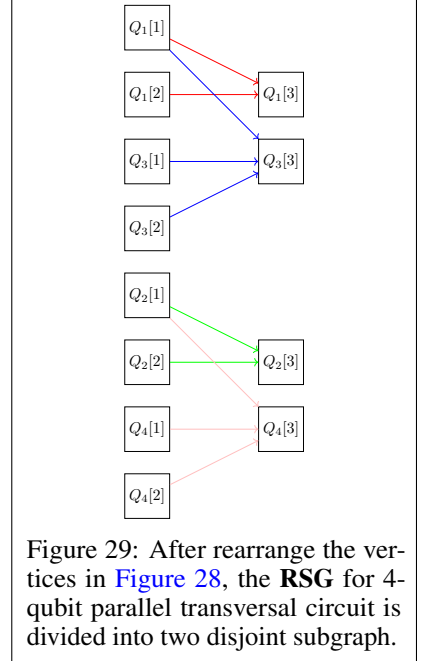 Q₁[1]
Q₁[2] Q₁[3]
Q₃[1] Q₃[3]
Q₃[2]
Q₂[1]
Q₂[2] Q₂[3]
Q₄[1] Q₄[3]
Q₄[2]
Figure 29: After rearrange the ver-
tices in Figure 28, the RSG for 4-
qubit parallel transversal circuit is
divided into two disjoint subgraph.